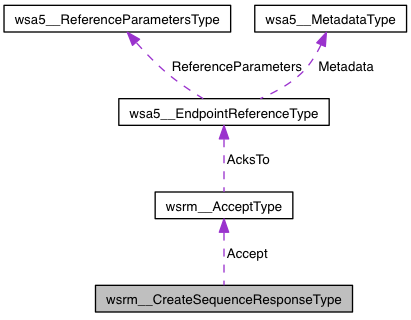 wsa5__ReferenceParametersType
wsa5__MetadataType
ReferenceParameters
Metadata
wsa5__EndpointReferenceType
AcksTo
wsrm__AcceptType
Accept
wsrm__CreateSequenceResponseType